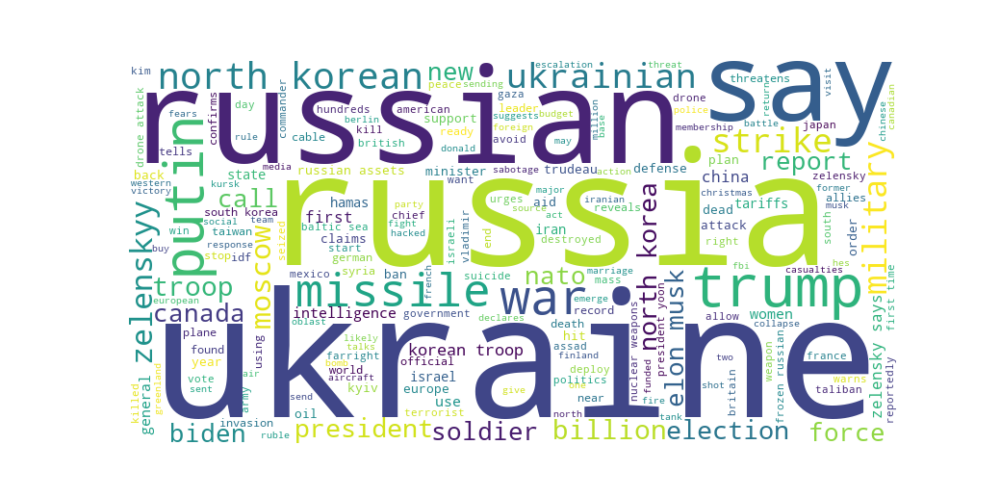 kim
north korean
new
escalation
threat
ukrainian
say
threatens
visit
peace
sending
drone attack
fears
confirms
day
rule
commander
hundreds
berlin
cable
american
kill
british
support
leader
ready
suggests
foreign
avoid
gaza
budget
may
million
base
drone
police
membership
battle
return
japan
chinese
canadian
russian
tells
back
western
victory
putin
kursk
state
call
media
russian assets
minister
want
donald
sabotage
trudeau
action
defense
strike
plan
china
report
zelensky
christmas
former
allies
musk
military
south korea
social
team
win
taiwan
response
stop
idf
first
hamas
baltic sea
party
chief
fight
hacked
claims
start
german
seized
israeli
vladimir
urges
source
major
act
iranian
reveals
aid
iran
end
destroyed
russia
north korea
dead
tariffs
attack
right
south
order
hes
zelenskyy
buy
european
moscow
mexico
syria
ban
french
suicide
nato
marriage
mass
fbi
casualties
first time
troop
missile
war
emerge
record
elon musk
president yoon
nuclear weapons
trump
allow
women
collapse
canada
plane
found
year
using
intelligence
government
declares
oblast
world
likely
talks
farright
korean troop
official
death
hit
assad
finland
deploy
politics
funded
two
weapon
france
warns
taliban
zelensky says
reportedly
general
killed
greenland
vote
sent
air
army
aircraft
kyiv
israel
europe
use
terrorist
give
near
fire
tank
shot
britain
frozen russian
ukraine
biden
invasion
oil
ruble
send
president
soldier
north
billion
election
force